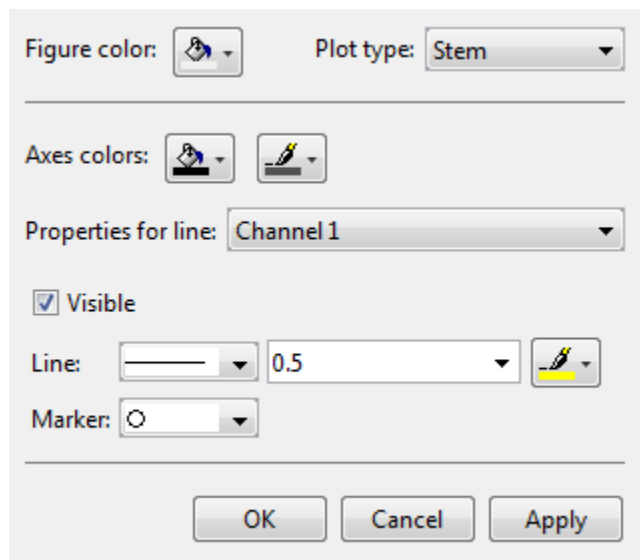 Figure color: Plot type: Stem
Axes colors:
Properties for line: Channel 1
Visible
Line: 0.5
Marker:
OK Cancel Apply